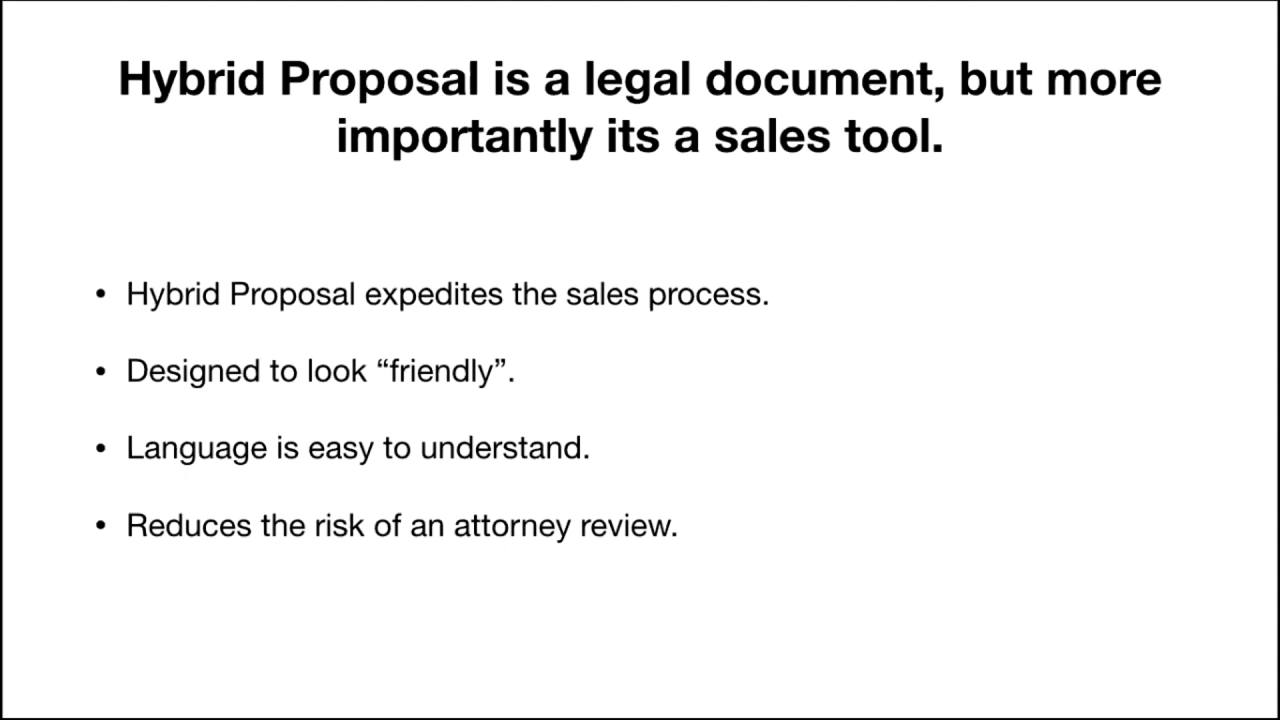 Hybrid Proposal is a legal document, but more
importantly its a sales tool.
• Hybrid Proposal expedites the sales process.
• Designed to look “friendly”.
• Language is easy to understand.
• Reduces the risk of an attorney review.